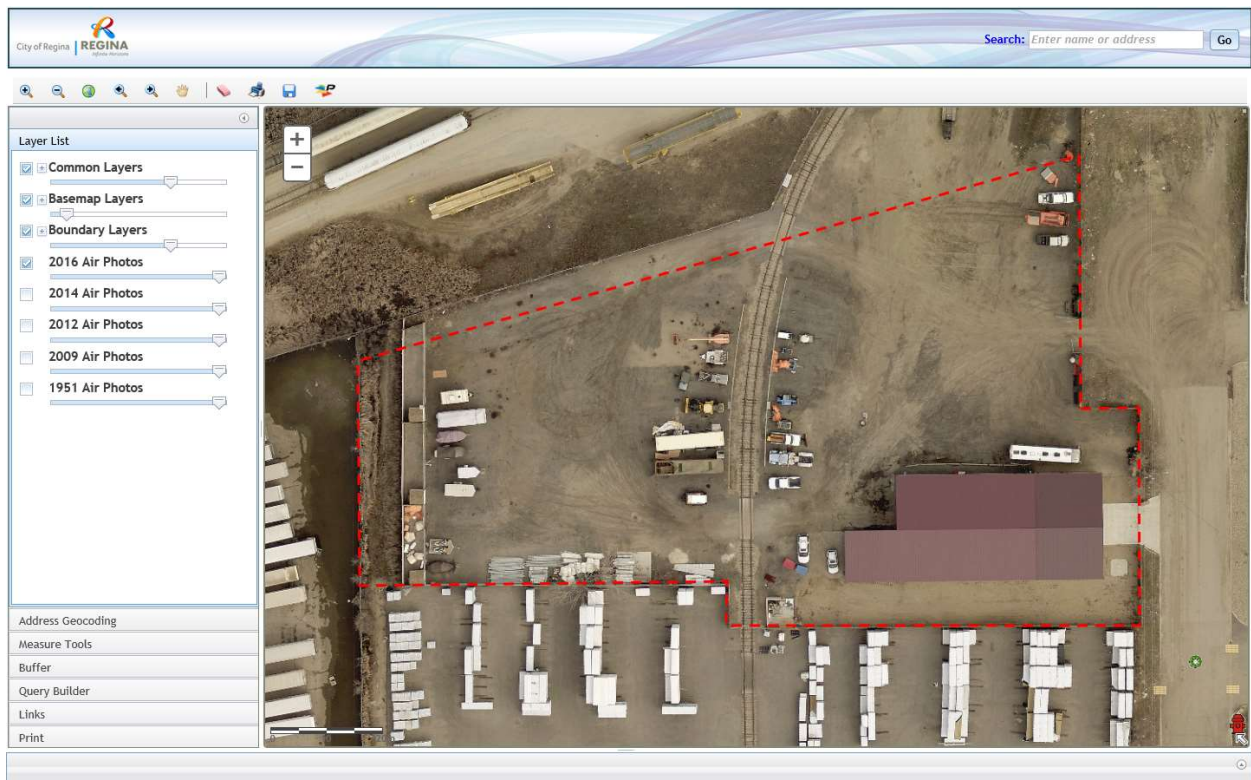 City of Regina
REGINA
Infinite Horizons
Search: Enter name or address Go
Layer List
Common Layers
Basemap Layers
Boundary Layers
2016 Air Photos
2014 Air Photos
2012 Air Photos
2009 Air Photos
1951 Air Photos
Address Geocoding
Measure Tools
Buffer
Query Builder
Links
Print